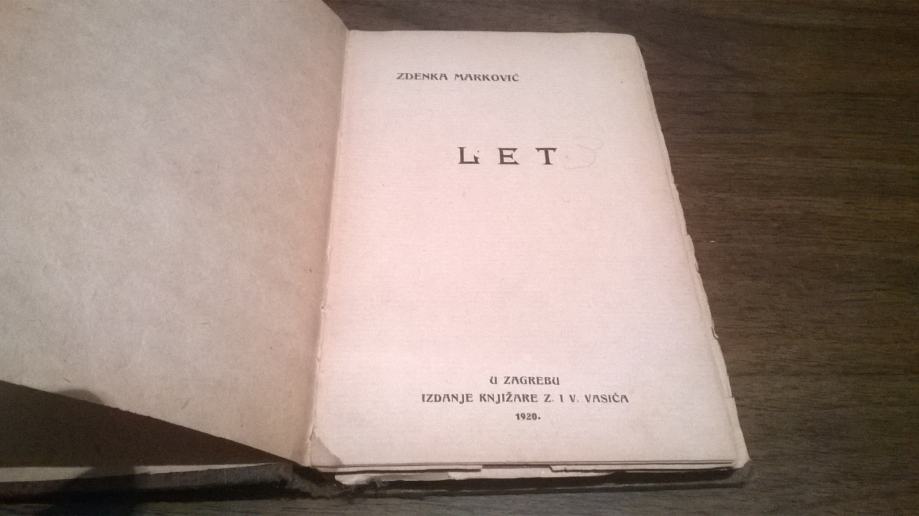 ZDENKA MARKOVIĆ
LET
U ZAGREBU
IZDANJE KNJIŽARE Z. I V. VASIĆA
1920.